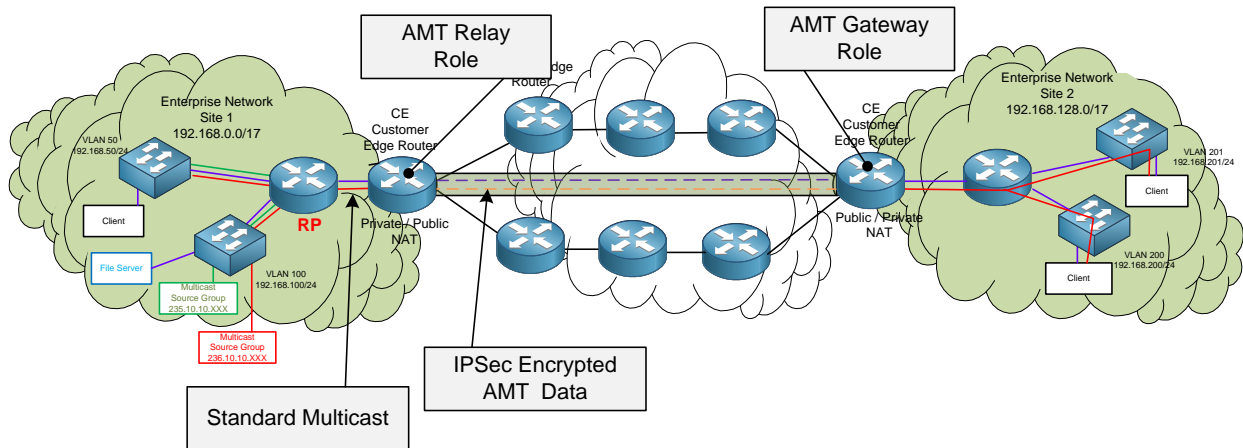 AMT Relay
Role
AMT Gateway
Role
Enterprise Network
Site 1
192.168.0.0/17
VLAN 50
192.168.50/24
Client
File Server
Multicast
Source Group
235.10.10.XXX
Multicast
Source Group
236.10.10.XXX
VLAN 100
192.168.100/24
RP
CE
Customer
Edge Router
Private / Public
NAT
Router
CE
Customer
Edge Router
Public / Private
NAT
Enterprise Network
Site 2
192.168.128.0/17
VLAN 201
192.168.201/24
Client
VLAN 200
192.168.200/24
Client
Standard Multicast
IPSec Encrypted
AMT Data